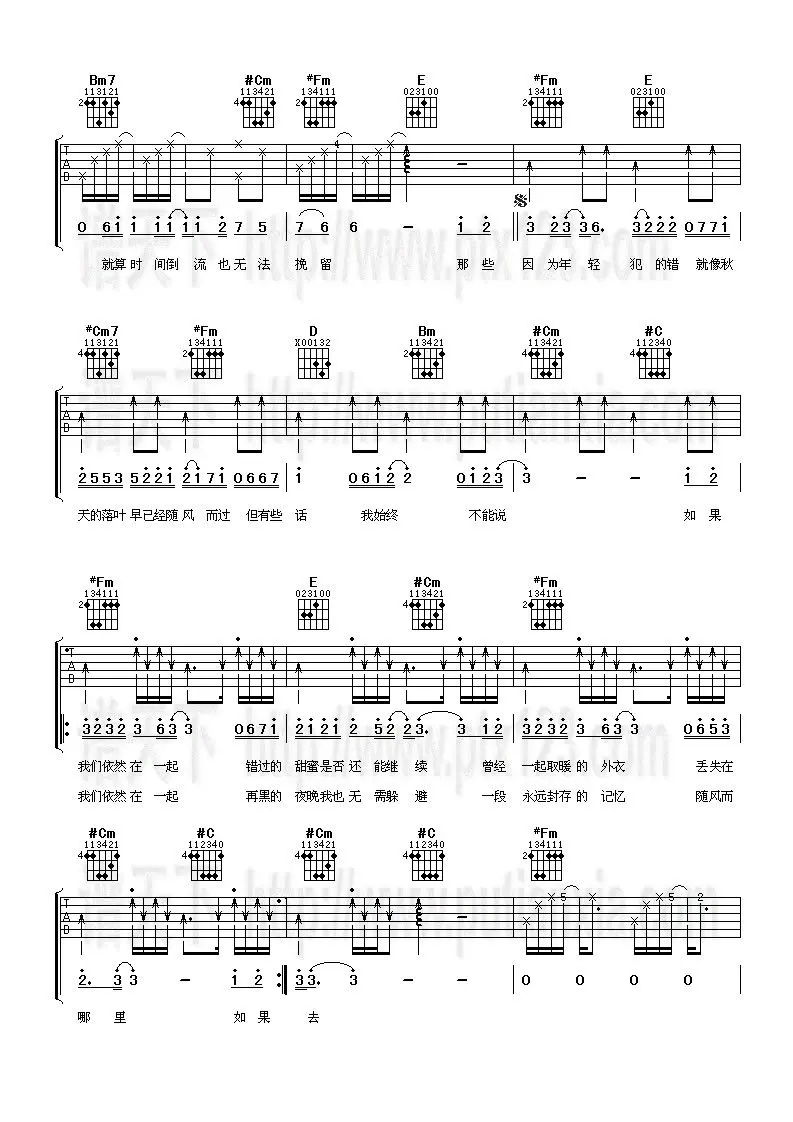 Bm7 #Cm #Fm E #Fm E
113121 113421 134111 023100 134111 023100
2 4 2 2
T A B 4
0 6 1 1 1 1 1 1 2 7 5 7 6 6 - 1 2 3 2 3 3 6. 3 2 2 2 0 7 7 1
就算时 间倒 流也无法 挽留 那些 因 为年 轻 犯 的错 就像秋
#Cm7 #Fm D Bm #Cm #C
113121 134111 X00132 113421 113421 112340
4 2 2 4 4
T A B
2 5 5 3 5 2 2 1 2 1 7 1 0 6 6 7 1 0 6 1 2 2 0 1 2 3 3 - - 1 2
天的落叶 早已经随 风 而过 但有些 话 我始终 不能说 如果
#Fm E #Cm #Fm
134111 023100 113421 134111
2 4 2
T A B
3 2 3 2 3 6 3 3 0 6 7 1 2 1 2 1 2 5 2 2 3. 3 1 2 3 2 3 2 3 6 3 3 0 6 5 3
我们依然 在 一起 错过的 甜蜜是否 还 能继 续 曾经 一起取暖 的 外衣 丢失在
我们依然 在 一起 再黑的 夜晚我也 无 需躲 避 一段 永远封存 的 记忆 随风而
#Cm #C #Cm #C #Fm
113421 112340 113421 112340 134111
4 4 4 4 2
T A B 5 5 2
2. 3 3 - 1 2 3 3. 3 - - 0 0 0 0
哪 里 如果 去